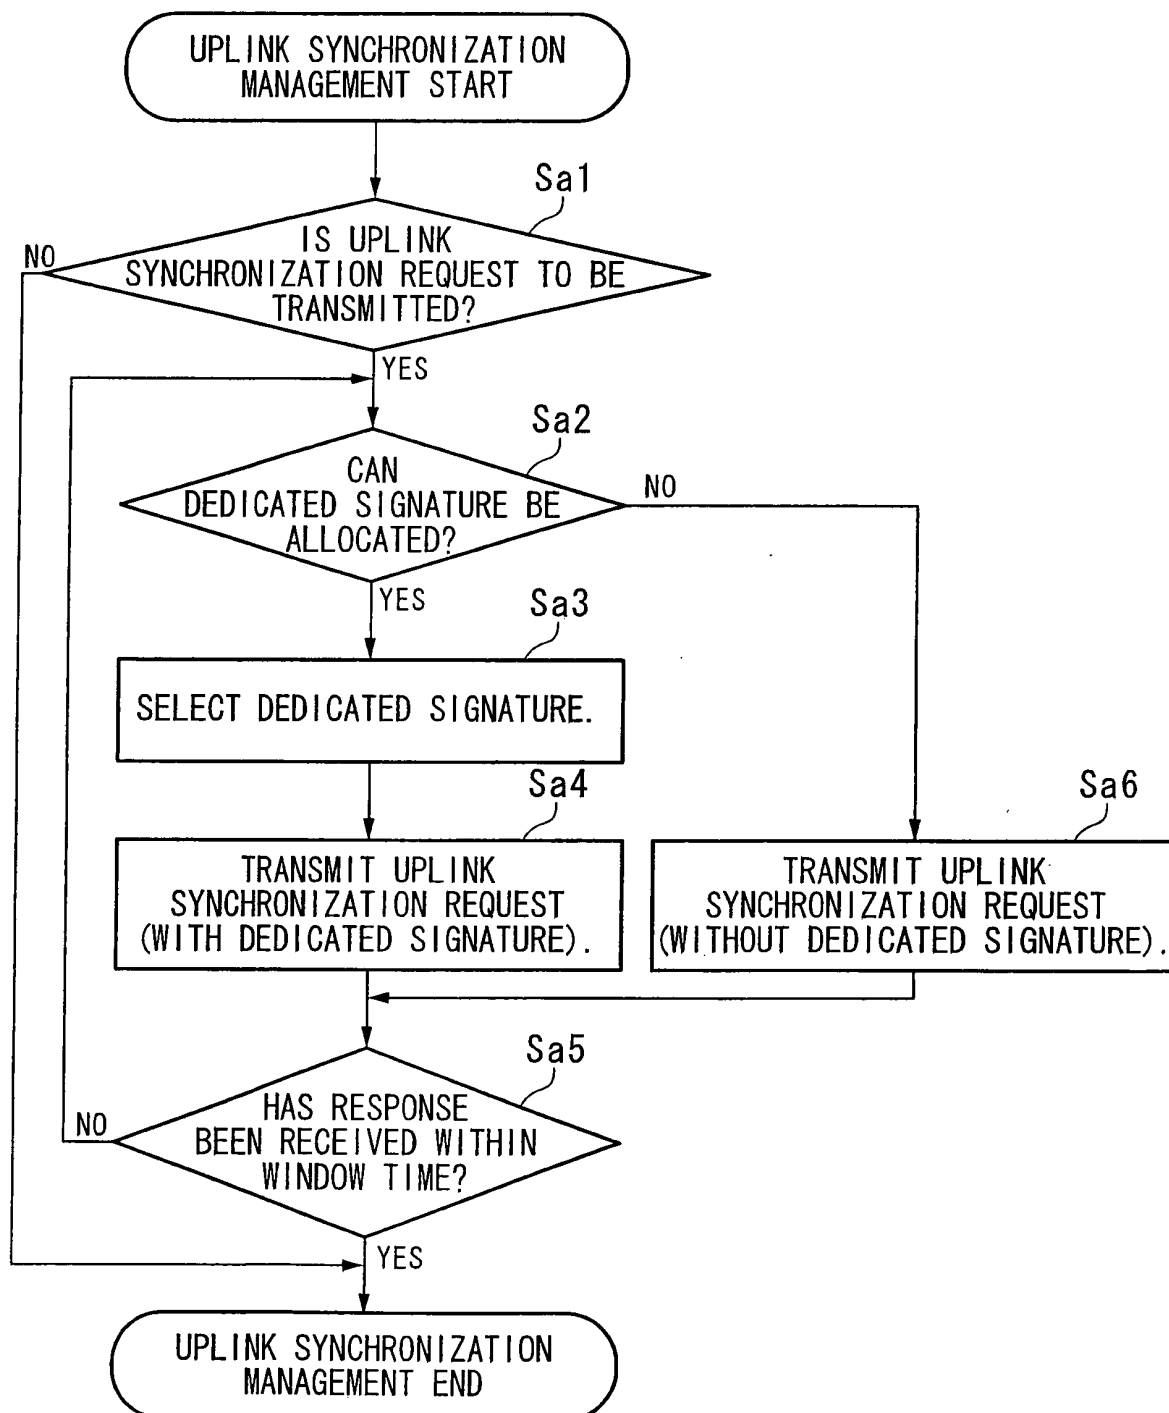 UPLINK SYNCHRONIZATION
MANAGEMENT START
Sa1
NO
IS UPLINK
SYNCHRONIZATION REQUEST TO BE
TRANSMITTED?
YES
Sa2
CAN
DEDICATED SIGNATURE BE
ALLOCATED?
NO
YES
Sa3
SELECT DEDICATED SIGNATURE.
Sa4
Sa6
TRANSMIT UPLINK
SYNCHRONIZATION REQUEST
(WITH DEDICATED SIGNATURE).
TRANSMIT UPLINK
SYNCHRONIZATION REQUEST
(WITHOUT DEDICATED SIGNATURE).
Sa5
NO
HAS RESPONSE
BEEN RECEIVED WITHIN
WINDOW TIME?
YES
UPLINK SYNCHRONIZATION
MANAGEMENT END